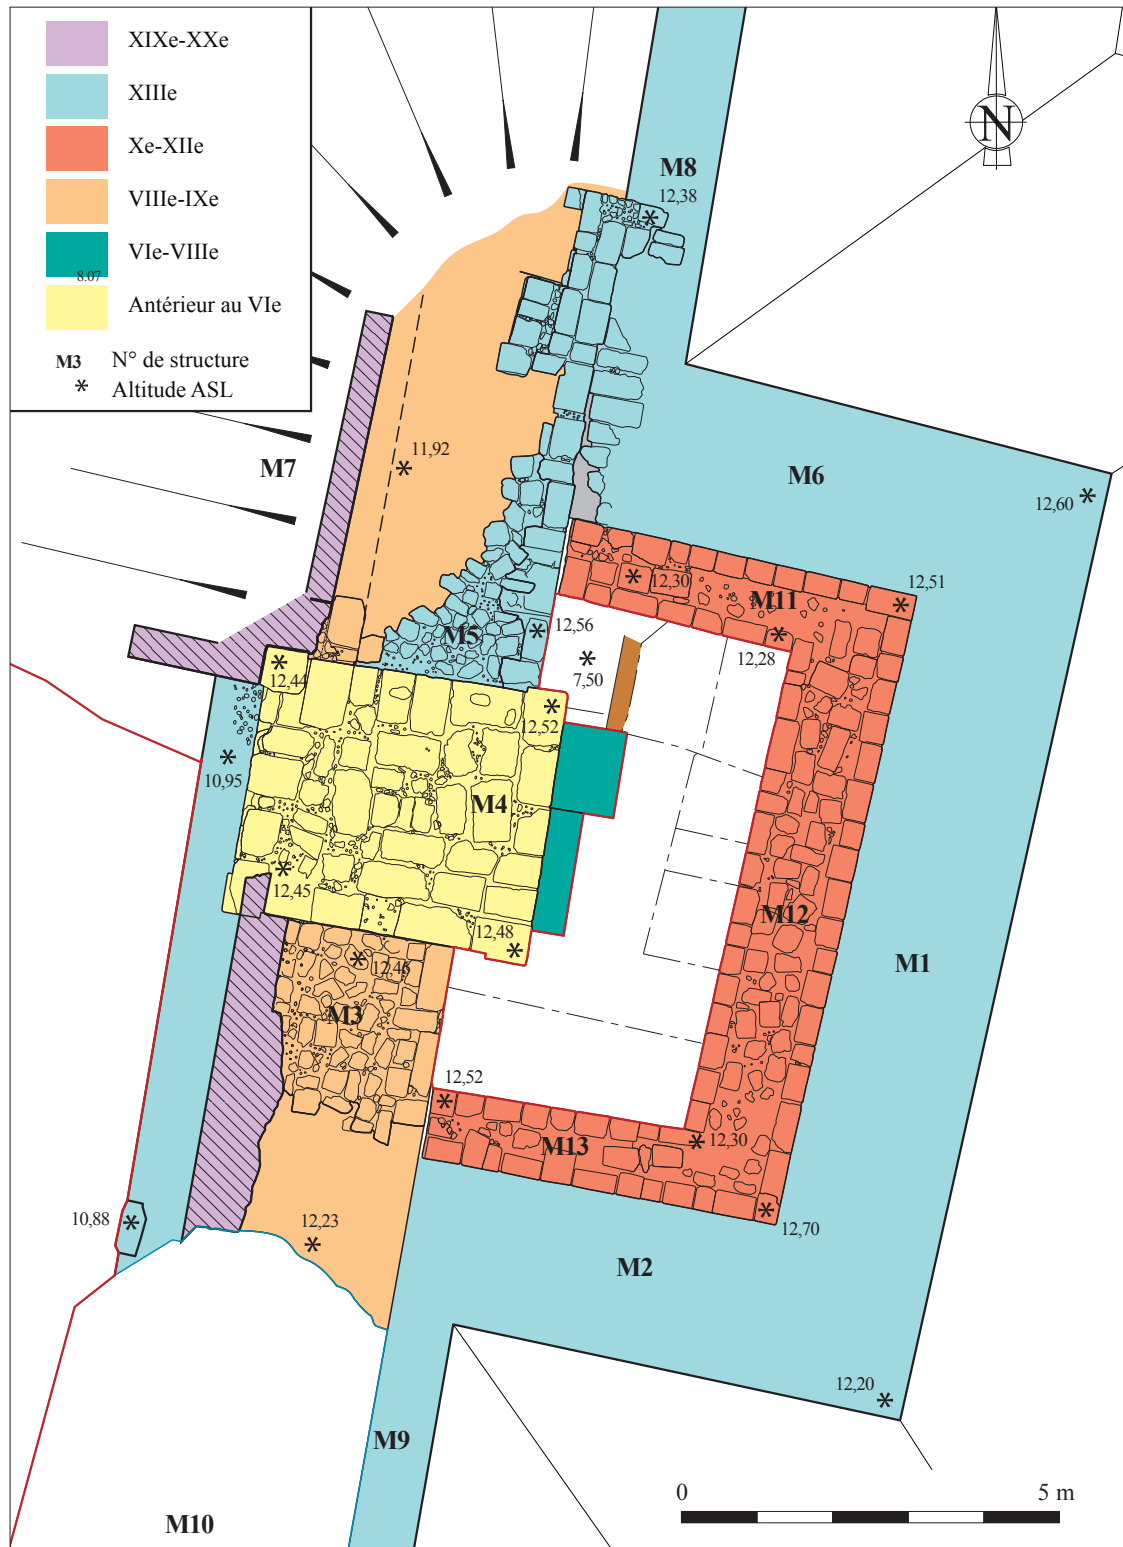 XIXe-XXe
XIIIe
Xe-XIIe
VIIIe-IXe
VIe-VIIIe
8.07
Antérieur au VIe
M3 N° de structure
* Altitude ASL
N
M8
12,38
11,92
M7
M6
12,60
12,30
M11
12,51
M5
12,56
12,28
7,50
12,44
12,52
10,95
M4
12,45
12,48
M12
12,46
M1
M3
12,52
M13
12,30
10,88
12,23
12,70
M2
12,20
M9
0 5 m
M10